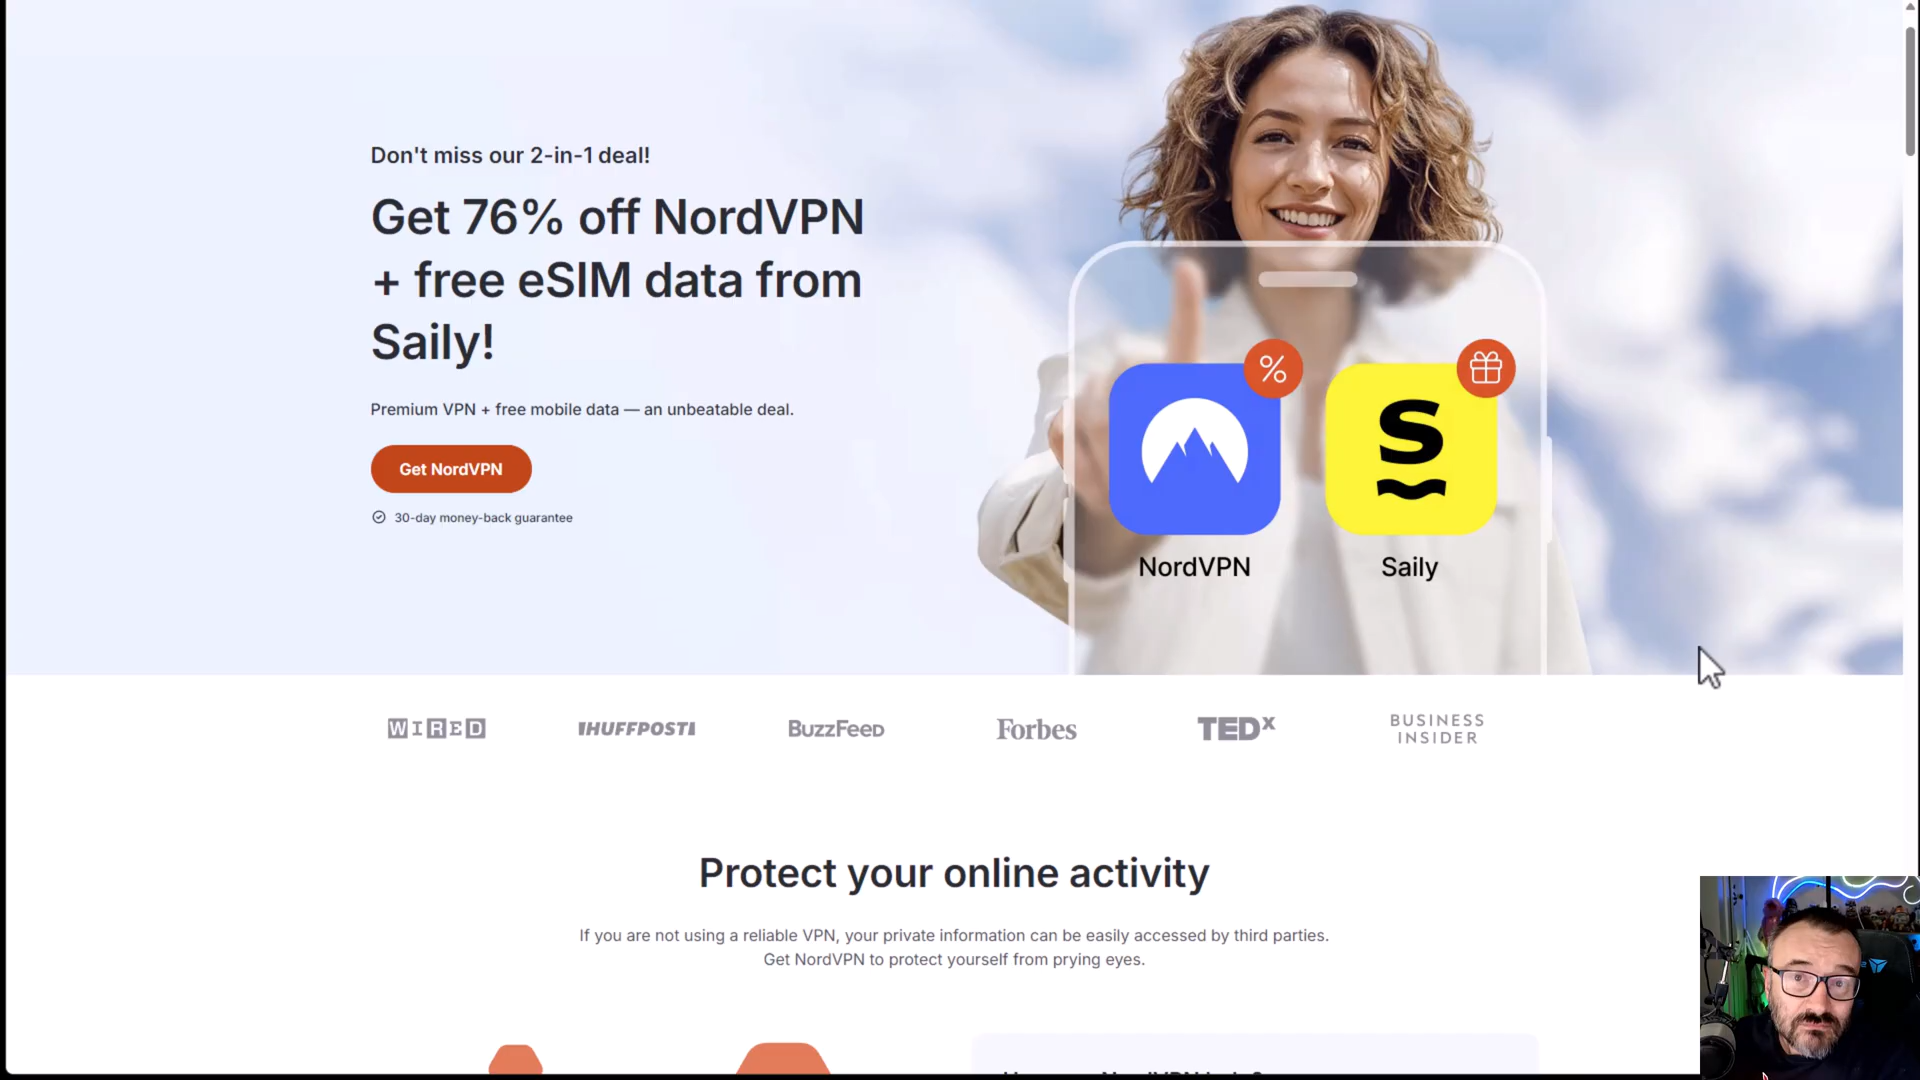 Don't miss our 2-in-1 deal!
Get 76% off NordVPN
+ free eSIM data from
Saily!
Premium VPN + free mobile data — an unbeatable deal.
Get NordVPN
30-day money-back guarantee
%
S
NordVPN
Saily
WIRED
HUFFPOST
BuzzFeed
Forbes
TEDx
BUSINESS
INSIDER
Protect your online activity
If you are not using a reliable VPN, your private information can be easily accessed by third parties.
Get NordVPN to protect yourself from prying eyes.